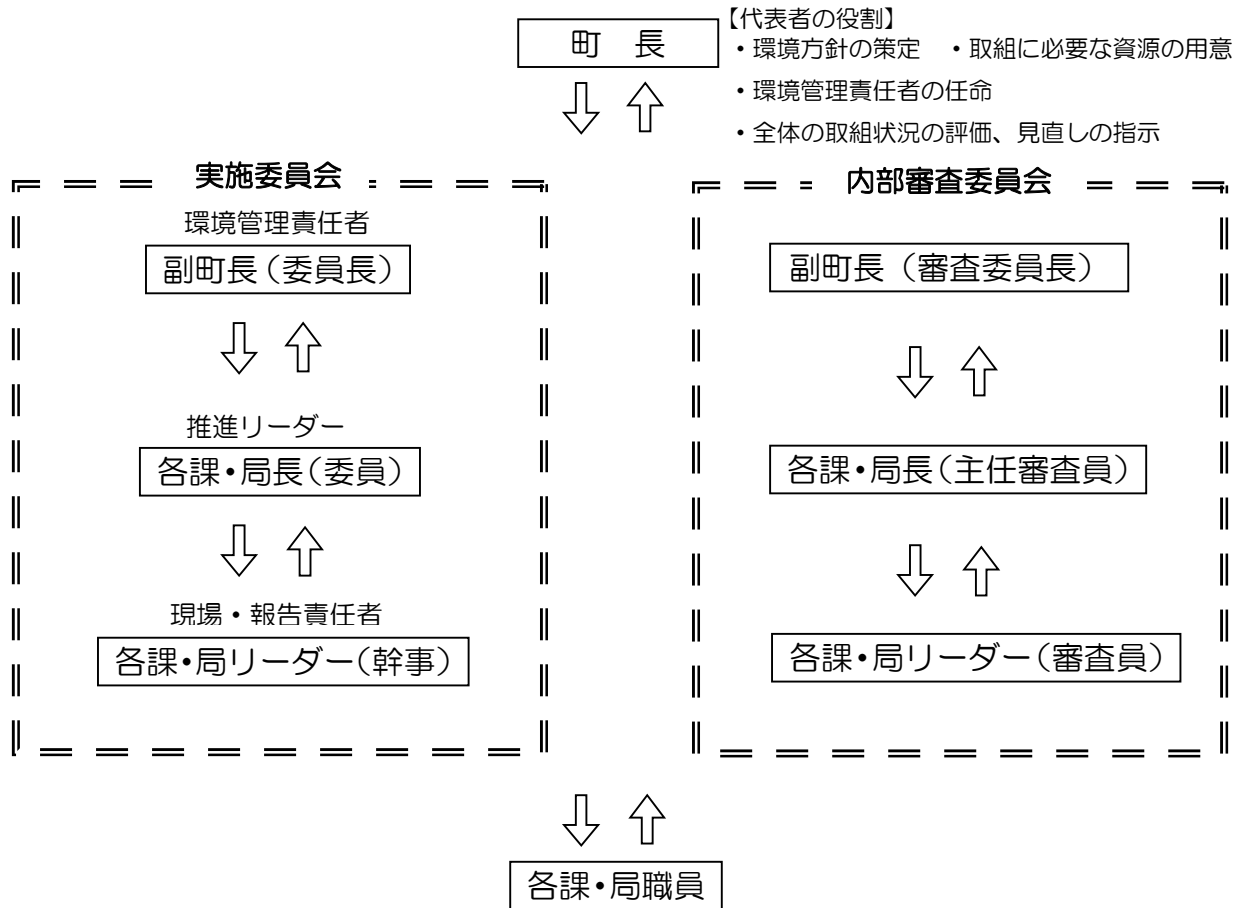 町　長
【代表者の役割】
・環境方針の策定　・取組に必要な資源の用意
・環境管理責任者の任命
・全体の取組状況の評価、見直しの指示
実施委員会
環境管理責任者
副町長（委員長）
推進リーダー
各課・局長（委員）
現場・報告責任者
各課・局リーダー（幹事）
内部審査委員会
副町長（審査委員長）
各課・局長（主任審査員）
各課・局リーダー（審査員）
各課・局職員